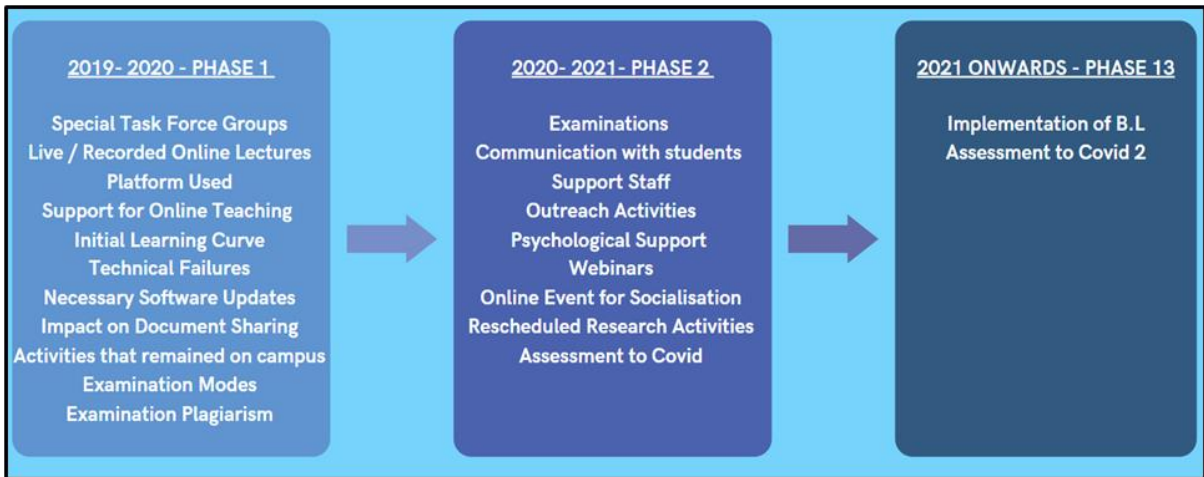 2019- 2020 - PHASE 1
Special Task Force Groups
Live / Recorded Online Lectures
Platform Used
Support for Online Teaching
Initial Learning Curve
Technical Failures
Necessary Software Updates
Impact on Document Sharing
Activities that remained on campus
Examination Modes
Examination Plagiarism
2020- 2021- PHASE 2
Examinations
Communication with students
Support Staff
Outreach Activities
Psychological Support
Webinars
Online Event for Socialisation
Rescheduled Research Activities
Assessment to Covid
2021 ONWARDS - PHASE 13
Implementation of B.L
Assessment to Covid 2